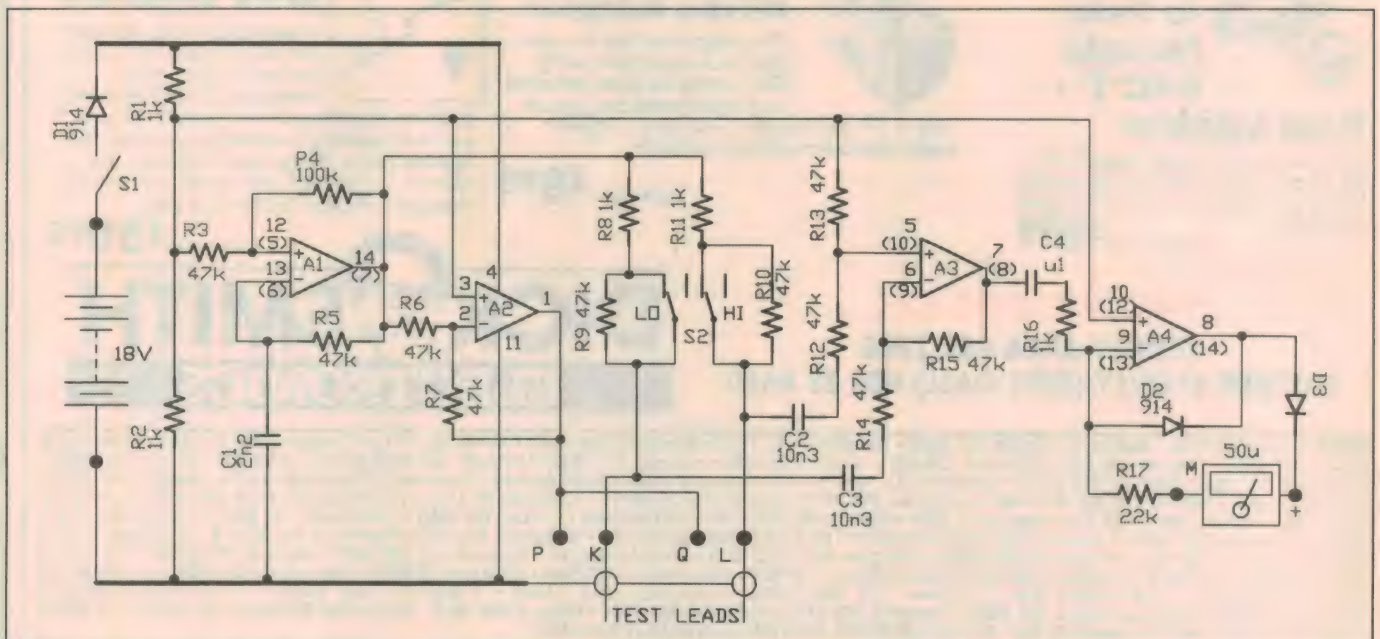 D1
914
S1
18V
R1
1k
R2
1k
R3
47k
P4
100k
12
(5)
+
A1
13
(6)
-
14
(7)
R5
47k
R6
47k
4
3
+
A2
2
-
1
11
R7
47k
R8 1k
R11 1k
R9 47k
LO
S2
HI
R10
47k
R13 47k
R12 47k
C2
10n3
R14 47k
C3
10n3
5
(10)
+
A3
6
(9)
-
7
(8)
R15 47k
C4
u1
R16
1k
10
(12)
+
A4
9
(13)
-
8
(14)
D2
914
D3
R17
22k
M
50u
+
P
K
Q
L
TEST LEADS